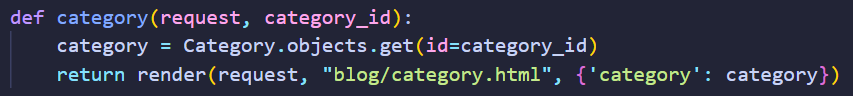 def category(request, category_id):
    category = Category.objects.get(id=category_id)
    return render(request, "blog/category.html", {'category': category})